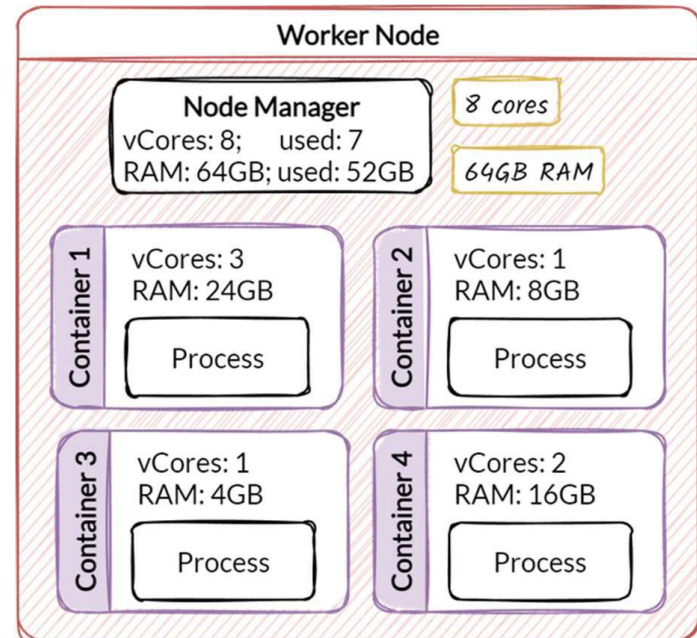 Worker Node
Node Manager
vCores: 8; used: 7
RAM: 64GB; used: 52GB
8 cores
64GB RAM
Container 1
vCores: 3
RAM: 24GB
Process
Container 2
vCores: 1
RAM: 8GB
Process
Container 3
vCores: 1
RAM: 4GB
Process
Container 4
vCores: 2
RAM: 16GB
Process